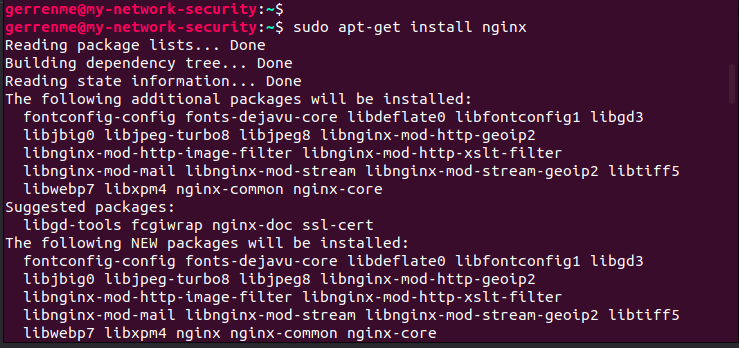 gerrenme@my-network-security:~$
gerrenme@my-network-security:~$ sudo apt-get install nginx
Reading package lists... Done
Building dependency tree... Done
Reading state information... Done
The following additional packages will be installed:
  fontconfig-config fonts-dejavu-core libdeflate0 libfontconfig1 libgd3
  libjbig0 libjpeg-turbo8 libjpeg8 libnginx-mod-http-geoip2
  libnginx-mod-http-image-filter libnginx-mod-http-xslt-filter
  libnginx-mod-mail libnginx-mod-stream libnginx-mod-stream-geoip2 libtiff5
  libwebp7 libxpm4 nginx-common nginx-core
Suggested packages:
  libgd-tools fcgiwrap nginx-doc ssl-cert
The following NEW packages will be installed:
  fontconfig-config fonts-dejavu-core libdeflate0 libfontconfig1 libgd3
  libjbig0 libjpeg-turbo8 libjpeg8 libnginx-mod-http-geoip2
  libnginx-mod-http-image-filter libnginx-mod-http-xslt-filter
  libnginx-mod-mail libnginx-mod-stream libnginx-mod-stream-geoip2 libtiff5
  libwebp7 libxpm4 nginx nginx-common nginx-core